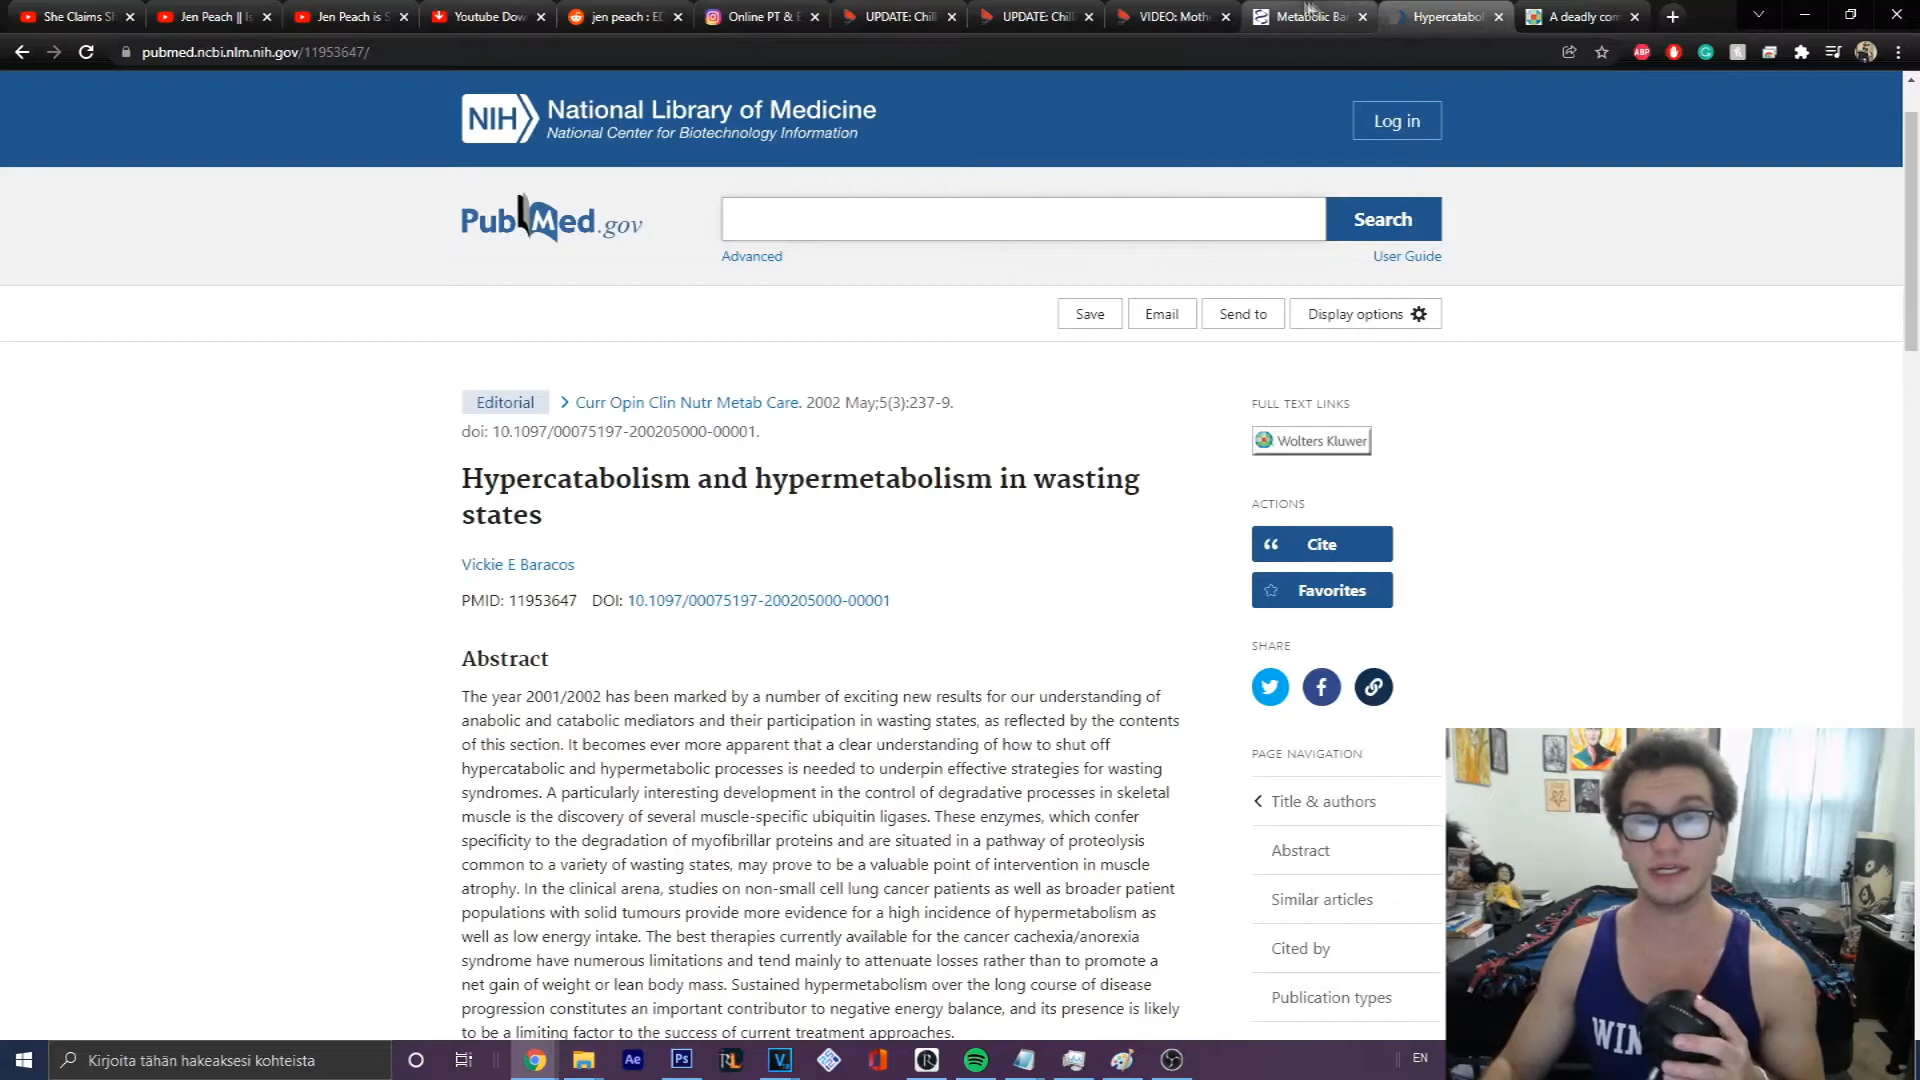 She Claims Sh
Jen Peach || Is
Jen Peach is S
Youtube Dow
jen peach : ED
Online PT & E
UPDATE: Chill
UPDATE: Chill
VIDEO: Moth
Metabolic Bar
Hypercatabol
A deadly com
pubmed.ncbi.nlm.nih.gov/11953647/
ABP
NIH National Library of Medicine
National Center for Biotechnology Information
Log in
PubMed.gov
Search
Advanced
User Guide
Save
Email
Send to
Display options
Editorial
Curr Opin Clin Nutr Metab Care. 2002 May;5(3):237-9.
doi: 10.1097/00075197-200205000-00001.
Hypercatabolism and hypermetabolism in wasting
states
Vickie E Baracos
PMID: 11953647 DOI: 10.1097/00075197-200205000-00001
Abstract
The year 2001/2002 has been marked by a number of exciting new results for our understanding of
anabolic and catabolic mediators and their participation in wasting states, as reflected by the contents
of this section. It becomes ever more apparent that a clear understanding of how to shut off
hypercatabolic and hypermetabolic processes is needed to underpin effective strategies for wasting
syndromes. A particularly interesting development in the control of degradative processes in skeletal
muscle is the discovery of several muscle-specific ubiquitin ligases. These enzymes, which confer
specificity to the degradation of myofibrillar proteins and are situated in a pathway of proteolysis
common to a variety of wasting states, may prove to be a valuable point of intervention in muscle
atrophy. In the clinical arena, studies on non-small cell lung cancer patients as well as broader patient
populations with solid tumours provide more evidence for a high incidence of hypermetabolism as
well as low energy intake. The best therapies currently available for the cancer cachexia/anorexia
syndrome have numerous limitations and tend mainly to attenuate losses rather than to promote a
net gain of weight or lean body mass. Sustained hypermetabolism over the long course of disease
progression constitutes an important contributor to negative energy balance, and its presence is likely
to be a limiting factor to the success of current treatment approaches.
FULL TEXT LINKS
Wolters Kluwer
ACTIONS
Cite
Favorites
SHARE
PAGE NAVIGATION
Title & authors
Abstract
Similar articles
Cited by
Publication types
WIN
Kirjoita tähän hakeaksesi kohteista
Ae
Ps
RL
V
R
EN